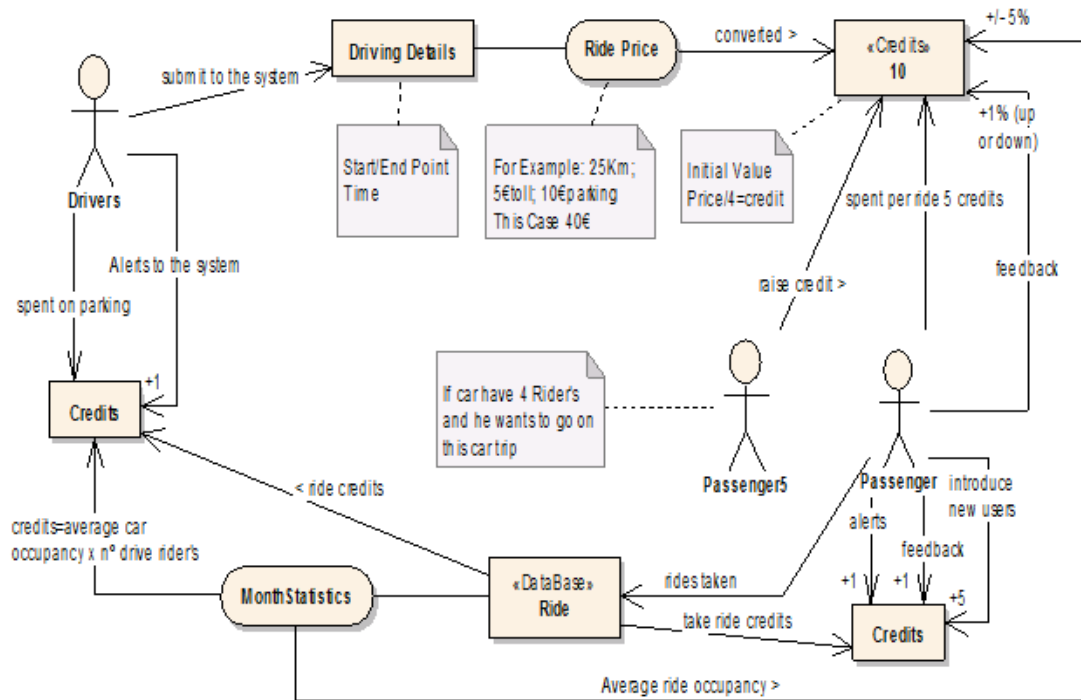 +/- 5%
Driving Details
Ride Price
converted >
«Credits»
10
submit to the system
+1% (up
or down)
Start/End Point
Time
For Example: 25Km;
5€toll; 10€parking
This Case 40€
Initial Value
Price/4=credit
Drivers
spent per ride 5 credits
Alerts to the system
feedback
raise credit >
spent on parking
+1
Credits
If car have 4 Rider's
and he wants to go on
this car trip
Passenger5
Passenger
introduce
new users
< ride credits
alerts
credits=average car
occupancy x nº drive rider's
feedback
«DataBase»
Ride
rides taken
+1
+1
+5
MonthStatistics
take ride credits
Credits
Average ride occupancy >